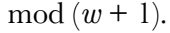 mod (w + 1).